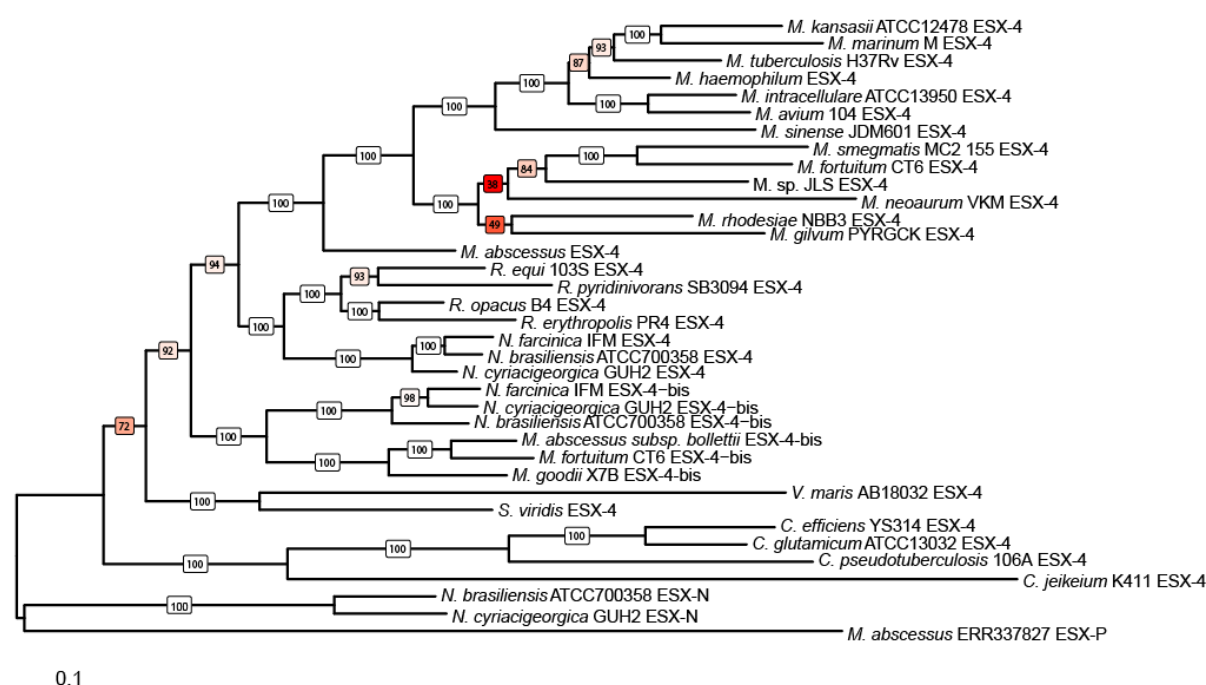 M. kansasii ATCC12478 ESX-4
100
M. marinum M ESX-4
93
M. tuberculosis H37Rv ESX-4
87
M. haemophilum ESX-4
100
M. intracellulare ATCC13950 ESX-4
100
M. avium 104 ESX-4
100
M. sinense JDM601 ESX-4
M. smegmatis MC2 155 ESX-4
100
100
M. fortuitum CT6 ESX-4
84
M. sp. JLS ESX-4
38
M. neoaurum VKM ESX-4
100
100
M. rhodesiae NBB3 ESX-4
49
M. gilvum PYRGCK ESX-4
M. abscessus ESX-4
94
R. equi 103S ESX-4
93
R. pyridinivorans SB3094 ESX-4
100
R. opacus B4 ESX-4
100
R. erythropolis PR4 ESX-4
100
N. farcinica IFM ESX-4
100
92
N. brasiliensis ATCC700358 ESX-4
100
N. cyriacigeorgica GUH2 ESX-4
N. farcinica IFM ESX-4-bis
98
N. cyriacigeorgica GUH2 ESX-4-bis
100
N. brasiliensis ATCC700358 ESX-4-bis
72
100
M. abscessus subsp. bollettii ESX-4-bis
100
M. fortuitum CT6 ESX-4-bis
100
M. goodii X7B ESX-4-bis
V. maris AB18032 ESX-4
100
S. viridis ESX-4
C. efficiens YS314 ESX-4
100
C. glutamicum ATCC13032 ESX-4
100
C. pseudotuberculosis 106A ESX-4
100
C. jeikeium K411 ESX-4
N. brasiliensis ATCC700358 ESX-N
100
N. cyriacigeorgica GUH2 ESX-N
M. abscessus ERR337827 ESX-P
0.1